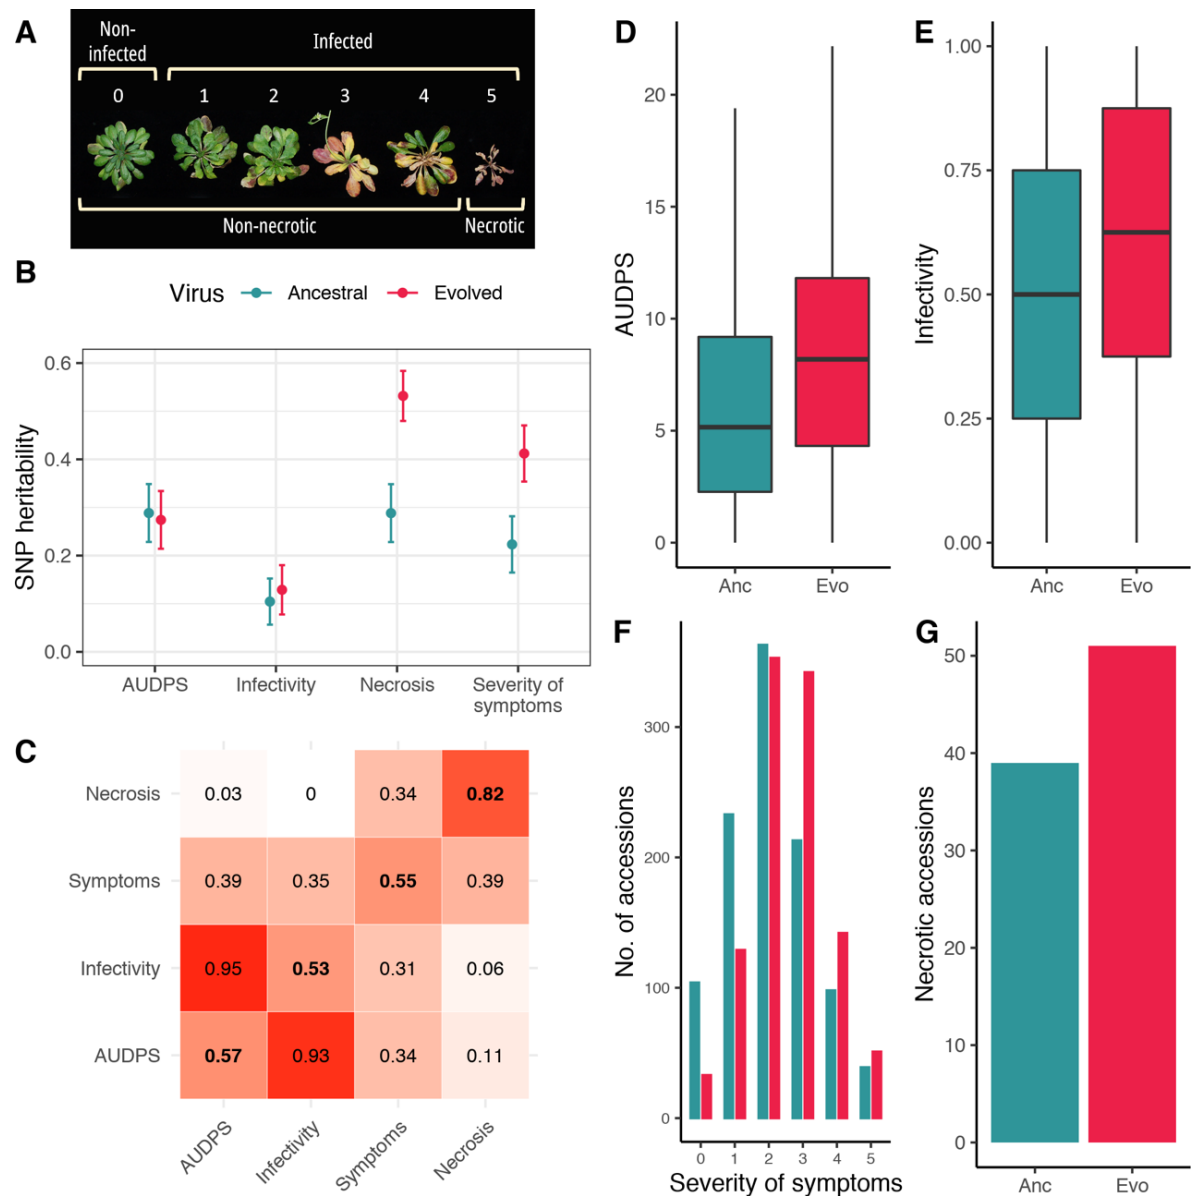 A
Non-
infected
Infected
0 1 2 3 4 5
Non-necrotic
Necrotic
B
Virus Ancestral Evolved
SNP heritability
0.6
0.4
0.2
0.0
AUDPS Infectivity Necrosis Severity of
symptoms
C
Necrosis 0.03 0 0.34 0.82
Symptoms 0.39 0.35 0.55 0.39
Infectivity 0.95 0.53 0.31 0.06
AUDPS 0.57 0.93 0.34 0.11
AUDPS Infectivity Symptoms Necrosis
D
AUDPS
20
15
10
5
0
Anc Evo
E
Infectivity
1.00
0.75
0.50
0.25
0.00
Anc Evo
F
No. of accessions
300
200
100
0
0 1 2 3 4 5
Severity of symptoms
G
Necrotic accessions
50
40
30
20
10
0
Anc Evo